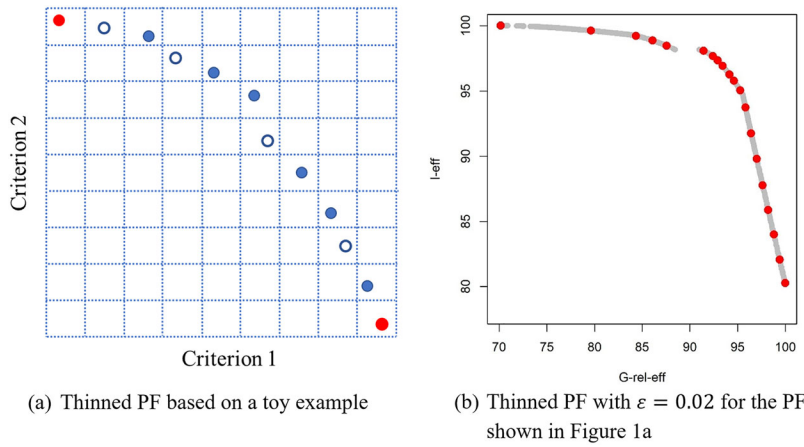 Criterion 2
Criterion 1
(a) Thinned PF based on a toy example
100
95
90
85
80
I-eff
70 75 80 85 90 95 100
G-rel-eff
(b) Thinned PF with ε = 0.02 for the PF
shown in Figure 1a